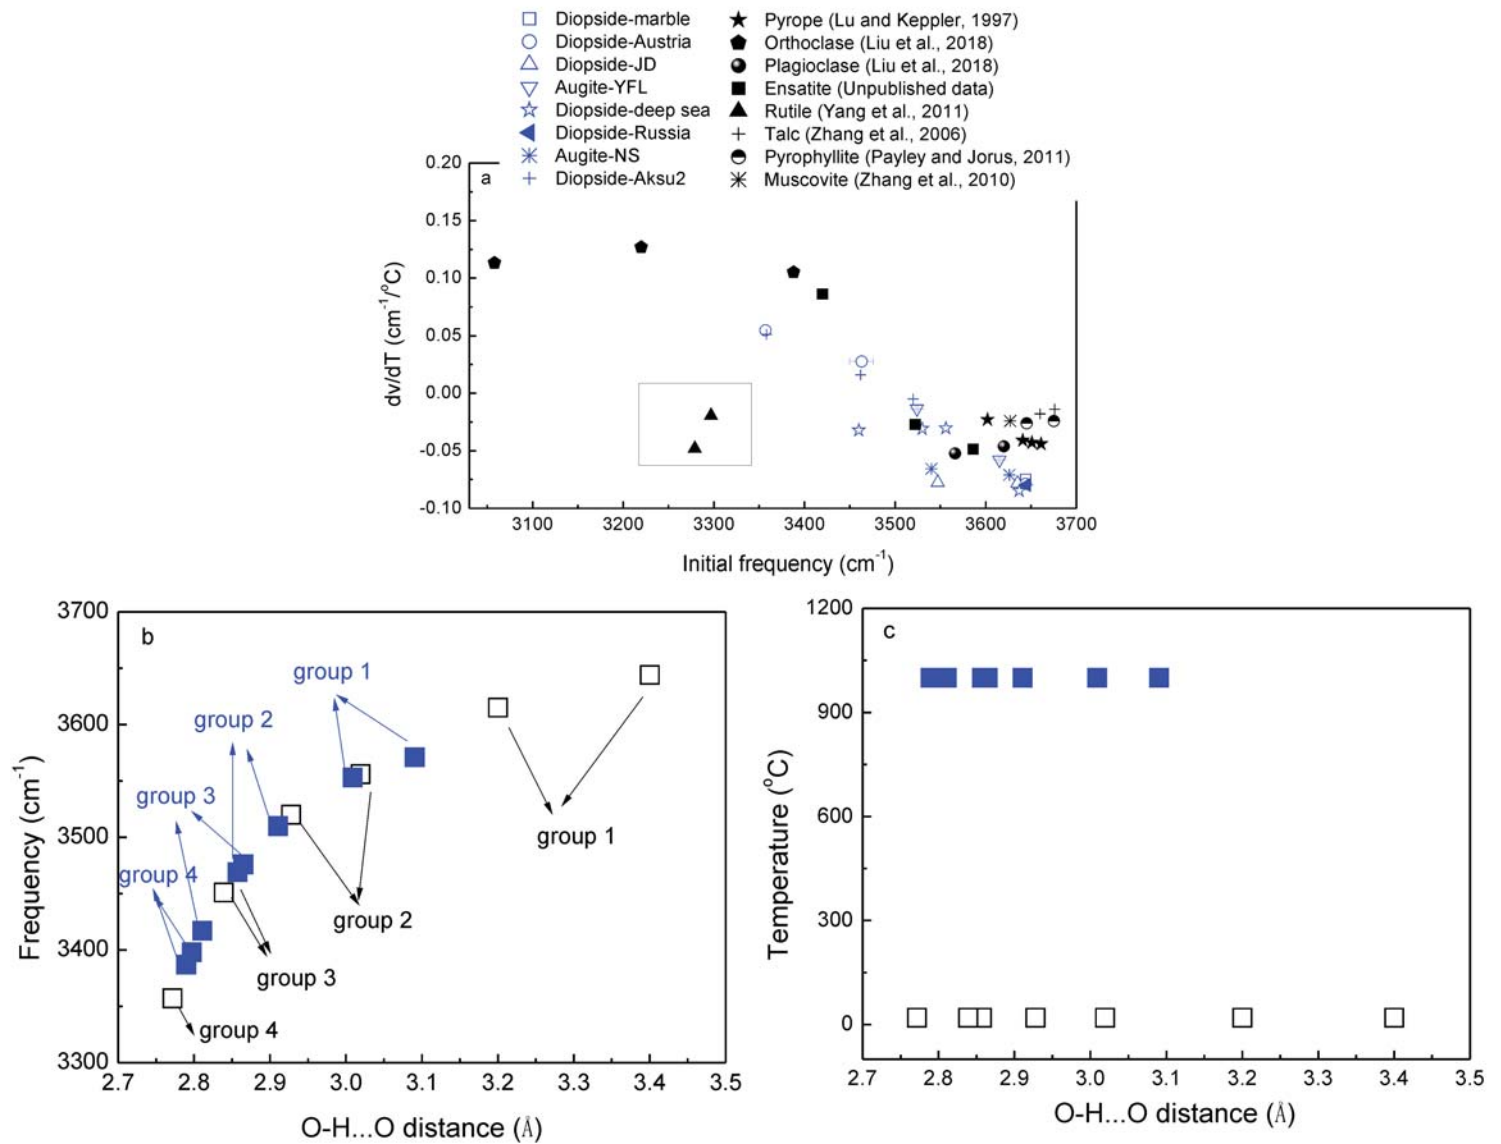 Diopside-marble
Diopside-Austria
Diopside-JD
Augite-YFL
Diopside-deep sea
Diopside-Russia
Augite-NS
Diopside-Aksu2
Pyrope (Lu and Keppler, 1997)
Orthoclase (Liu et al., 2018)
Plagioclase (Liu et al., 2018)
Ensatite (Unpublished data)
Rutile (Yang et al., 2011)
Talc (Zhang et al., 2006)
Pyrophyllite (Payley and Jorus, 2011)
Muscovite (Zhang et al., 2010)
a
0.20
0.15
0.10
0.05
0.00
-0.05
-0.10
dv/dT (cm⁻¹/°C)
3100 3200 3300 3400 3500 3600 3700
Initial frequency (cm⁻¹)
b
3700
3600
3500
3400
3300
Frequency (cm⁻¹)
group 1
group 2
group 3
group 4
group 1
group 2
group 3
group 4
2.7 2.8 2.9 3.0 3.1 3.2 3.3 3.4 3.5
O-H...O distance (Å)
c
1200
900
600
300
0
Temperature (°C)
2.7 2.8 2.9 3.0 3.1 3.2 3.3 3.4 3.5
O-H...O distance (Å)